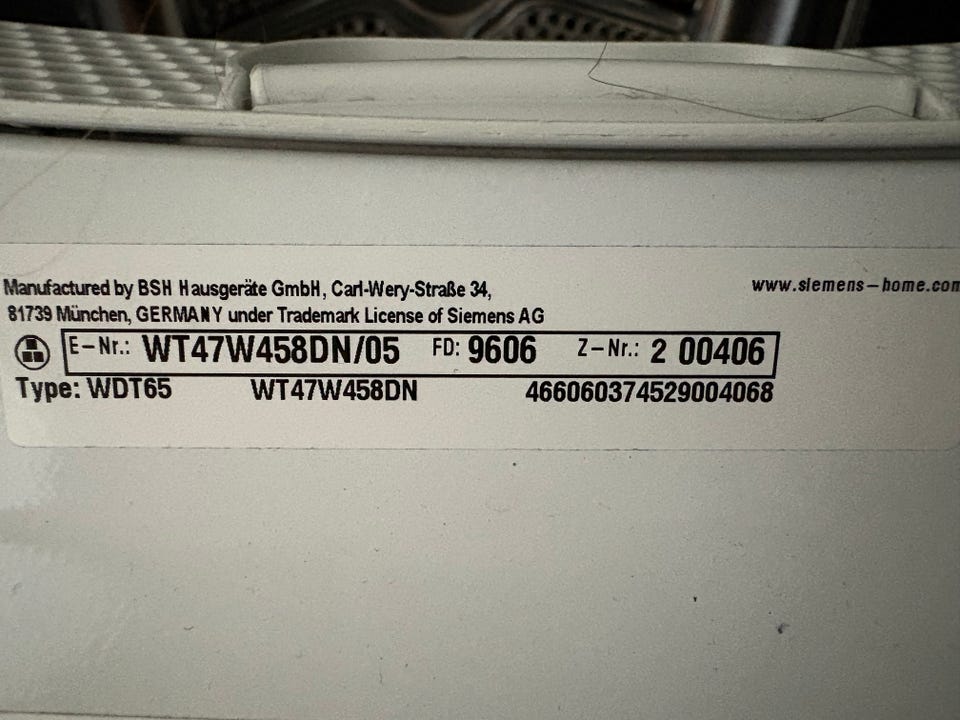 Manufactured by BSH Hausgeräte GmbH, Carl-Wery-Straße 34, www.siemens-home.com
81739 München, GERMANY under Trademark License of Siemens AG
E-Nr.: WT47W458DN/05 FD: 9606 Z-Nr.: 2 00406
Type: WDT65 WT47W458DN 466060374529004068